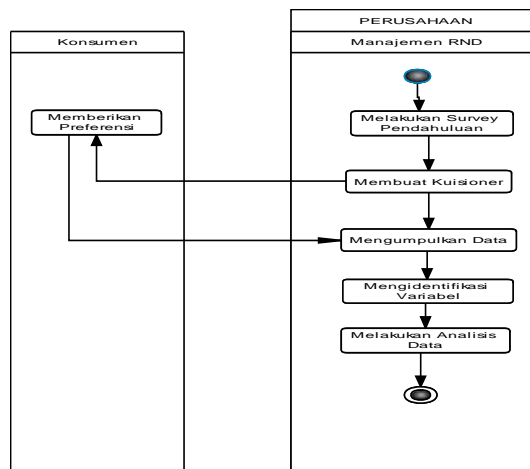 PERUSAHAAN
Konsumen
Manajemen RND
Memberikan
Preferensi
Melakukan Survey
Pendahuluan
Membuat Kuisioner
Mengumpulkan Data
Mengidentifikasi
Variabel
Melakukan Analisis
Data